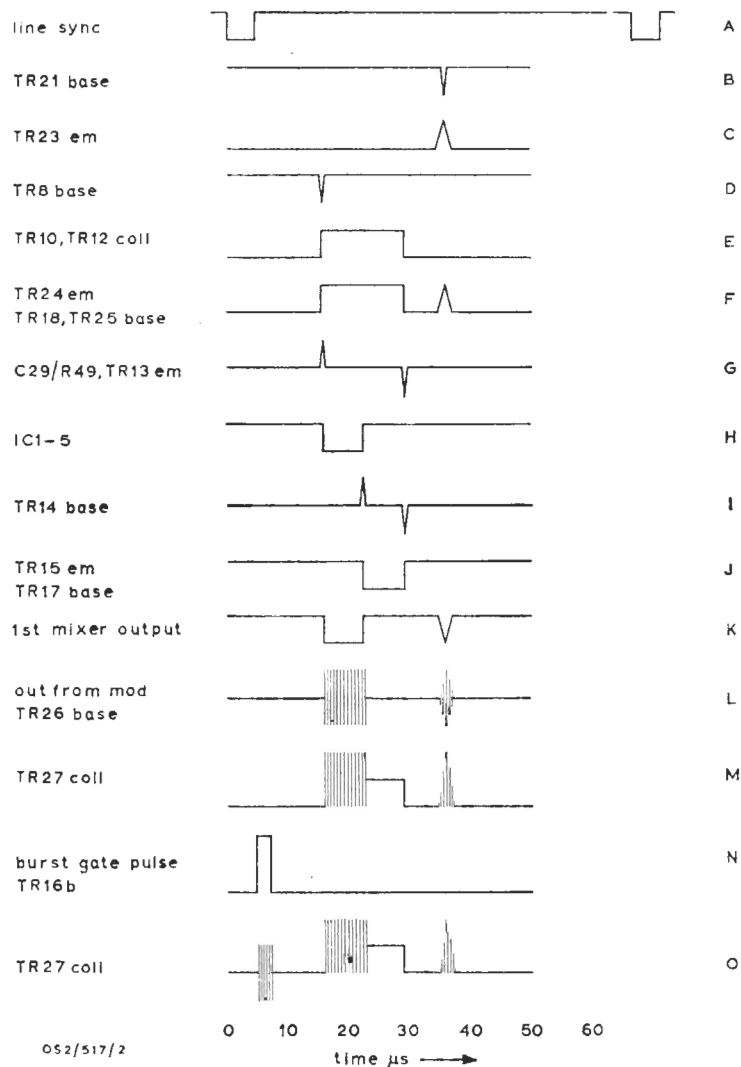 line sync A
TR21 base B
TR23 em C
TR8 base D
TR10, TR12 coll E
TR24 em
TR18, TR25 base F
C29/R49, TR13 em G
IC1-5 H
TR14 base I
TR15 em
TR17 base J
1st mixer output K
out from mod
TR26 base L
TR27 coll M
burst gate pulse N
TR16b
TR27 coll O
0 10 20 30 40 50 60
OS2/517/2
time µs